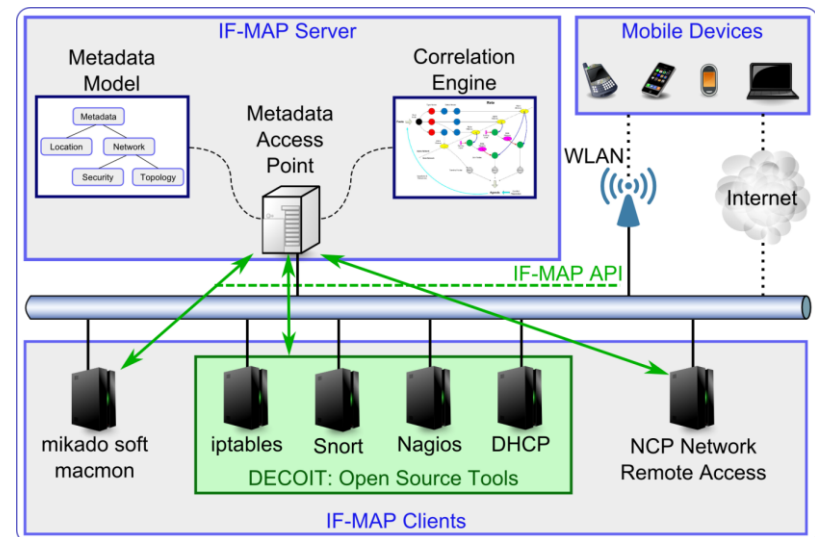 IF-MAP Server
Metadata
Model
Metadata
Location
Network
Security
Topology
Metadata
Access
Point
Correlation
Engine
Mobile Devices
WLAN
Internet
IF-MAP API
mikado soft
macmon
iptables
Snort
Nagios
DHCP
DECOIT: Open Source Tools
NCP Network
Remote Access
IF-MAP Clients